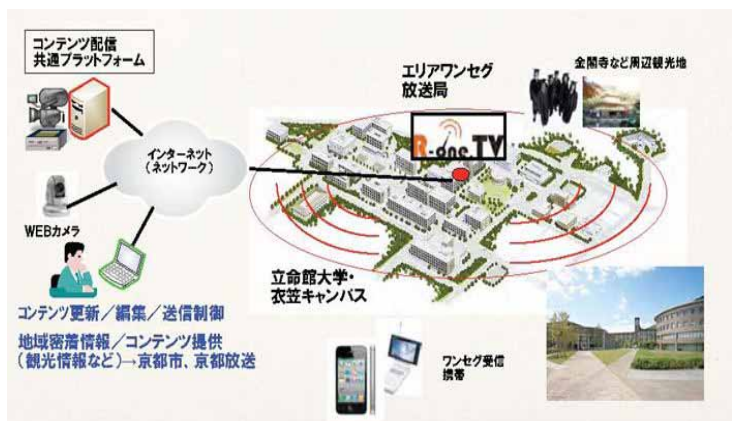 コンテンツ配信
共通プラットフォーム
エリアワンセグ
放送局
金閣寺など周辺観光地
R-one TV
インターネット
(ネットワーク)
WEBカメラ
立命館大学・
衣笠キャンパス
コンテンツ更新/編集/送信制御
地域密着情報/コンテンツ提供
(観光情報など)→京都市、京都放送
ワンセグ受信
携帯